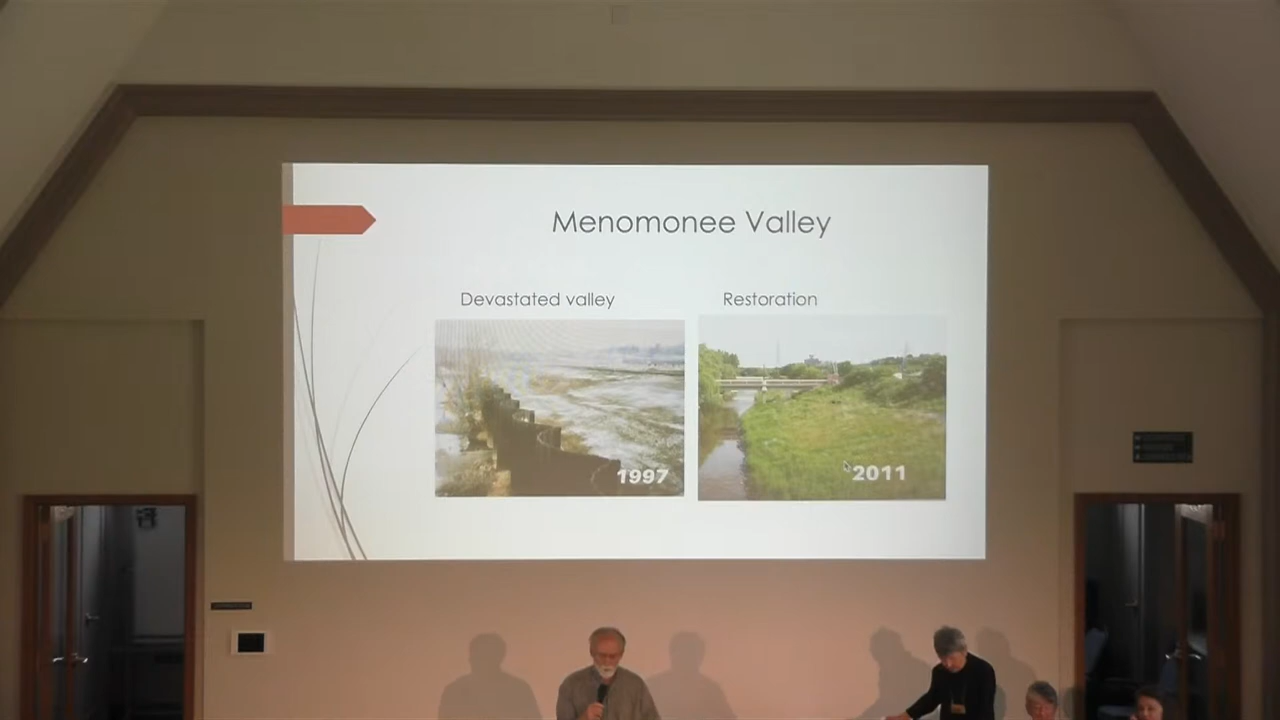 Menomonee Valley
Devastated valley
Restoration
1997
2011